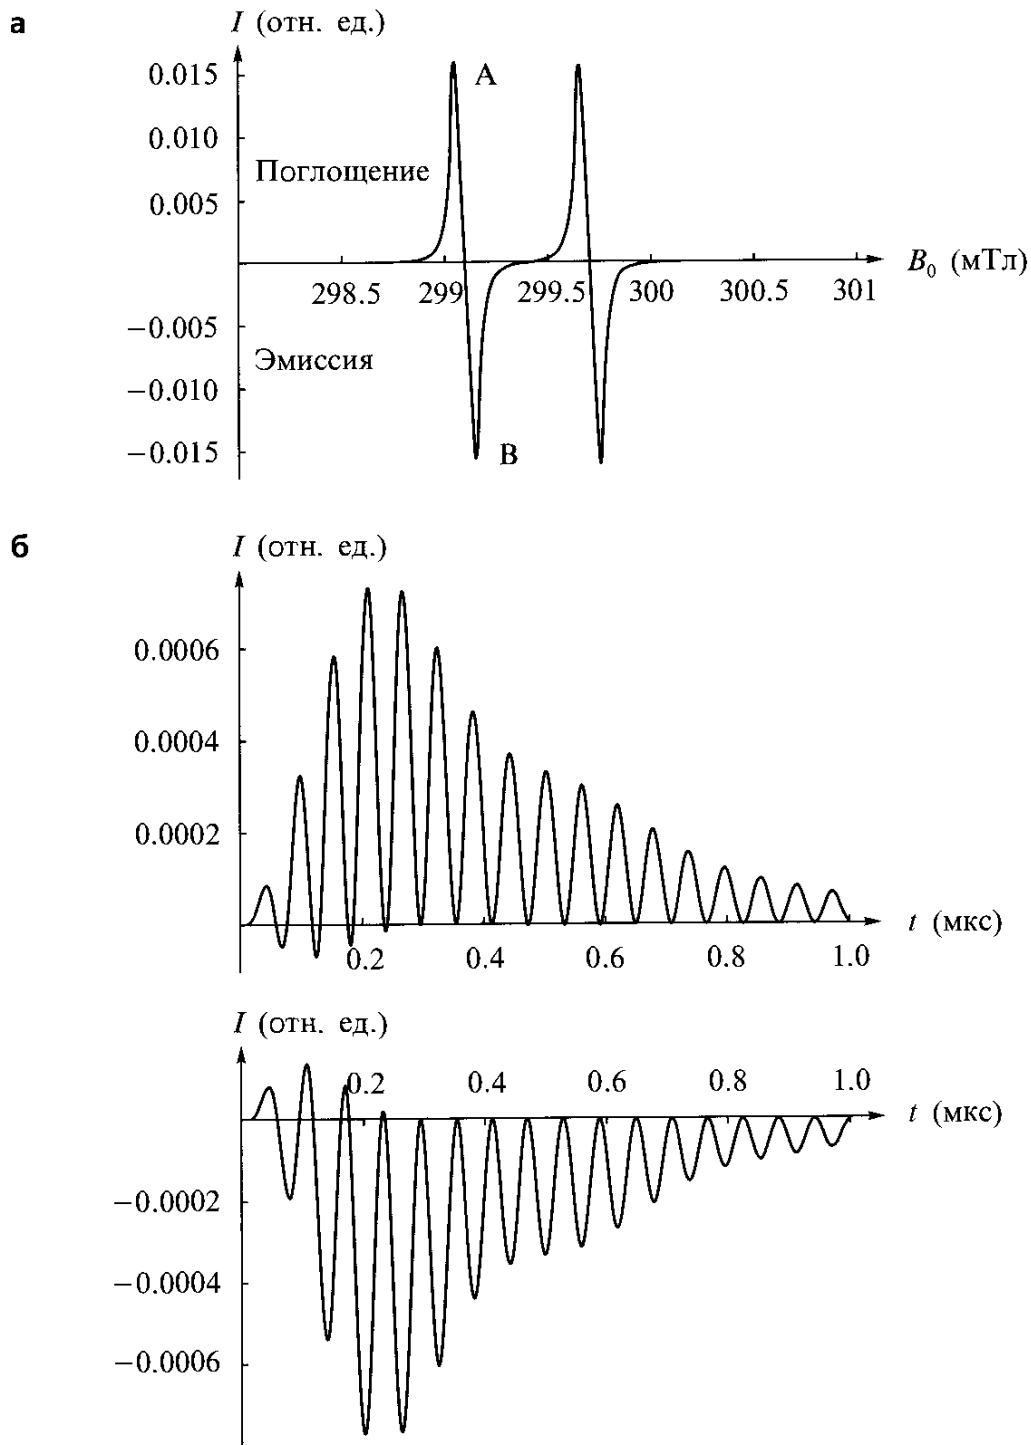 а
I (отн. ед.)
0.015
A
0.010
Поглощение
0.005
B₀ (мТл)
298.5 299 299.5 300 300.5 301
−0.005
Эмиссия
−0.010
−0.015
B
б
I (отн. ед.)
0.0006
0.0004
0.0002
t (мкс)
0.2 0.4 0.6 0.8 1.0
I (отн. ед.)
0.2 0.4 0.6 0.8 1.0
t (мкс)
−0.0002
−0.0004
−0.0006